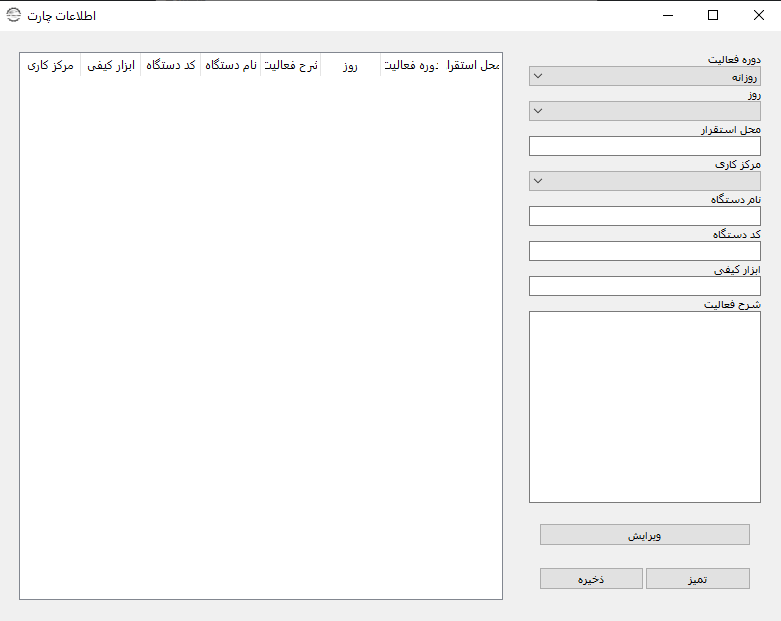 اطلاعات چارت
محل استقرا
دوره فعالیت
روز
شرح فعالیت
نام دستگاه
کد دستگاه
ابزار کیفی
مرکز کاری
دوره فعالیت
روزانه
روز
محل استقرار
مرکز کاری
نام دستگاه
کد دستگاه
ابزار کیفی
شرح فعالیت
ویرایش
تمیز
ذخیره